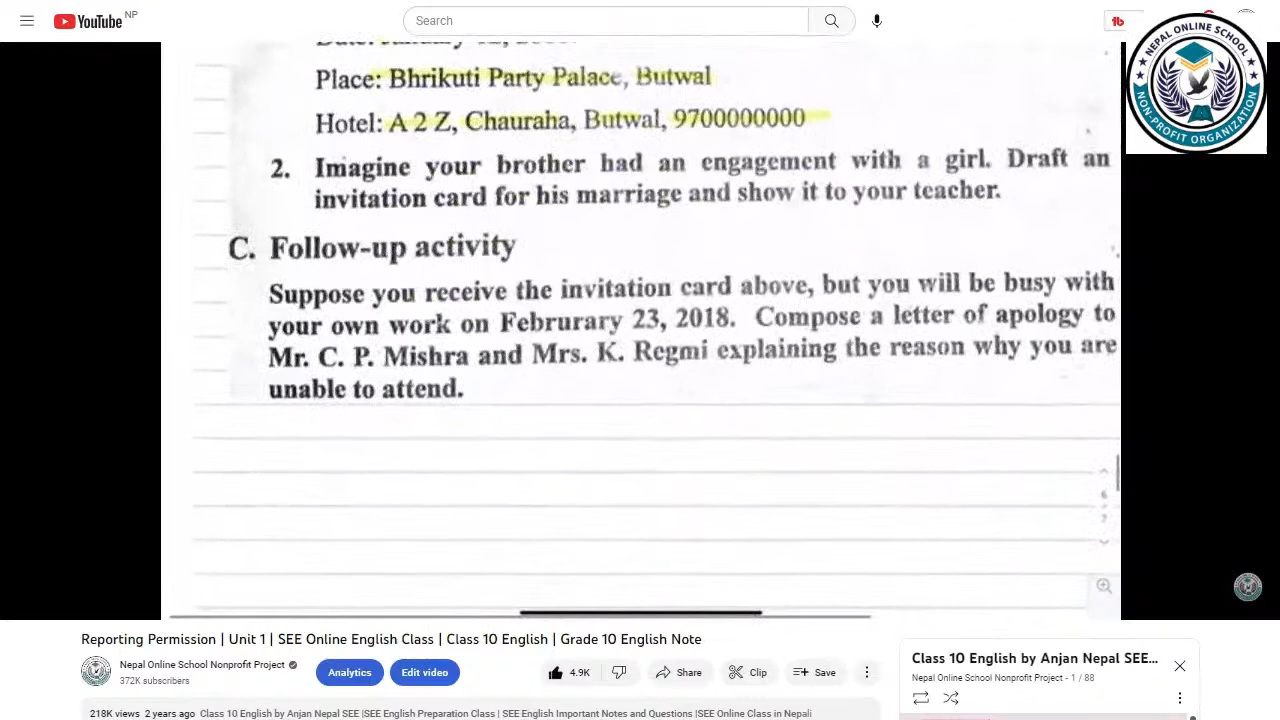 YouTube NP
Search
NEPAL ONLINE SCHOOL
NON-PROFIT ORGANIZATION
Place: Bhrikuti Party Palace, Butwal
Hotel: A 2 Z, Chauraha, Butwal, 9700000000
2. Imagine your brother had an engagement with a girl. Draft an
invitation card for his marriage and show it to your teacher.
C. Follow-up activity
Suppose you receive the invitation card above, but you will be busy with
your own work on Februrary 23, 2018. Compose a letter of apology to
Mr. C. P. Mishra and Mrs. K. Regmi explaining the reason why you are
unable to attend.
6
7
Reporting Permission | Unit 1 | SEE Online English Class | Class 10 English | Grade 10 English Note
Nepal Online School Nonprofit Project
372K subscribers
Analytics
Edit video
4.9K
Share
Clip
Save
218K views 2 years ago Class 10 English by Anjan Nepal SEE |SEE English Preparation Class | SEE English Important Notes and Questions |SEE Online Class in Nepali
Class 10 English by Anjan Nepal SEE...
Nepal Online School Nonprofit Project - 1 / 88